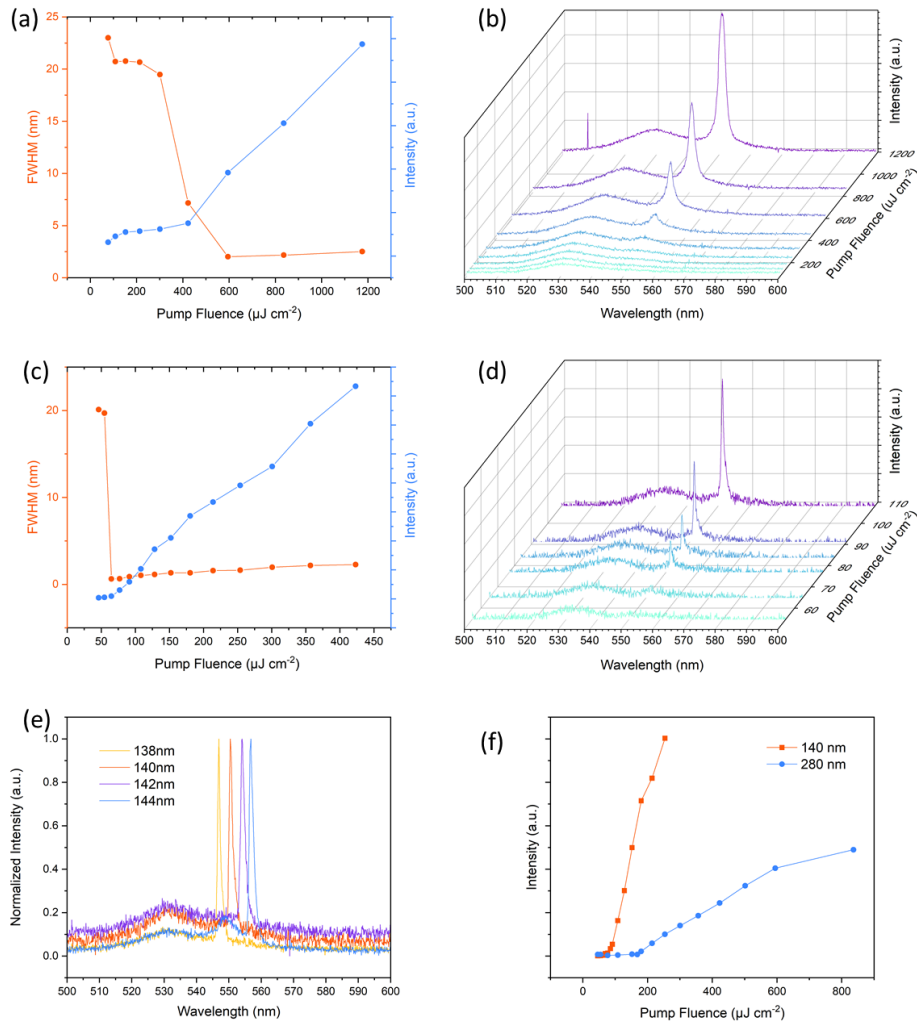 (a)
25
20
15
10
5
0
FWHM (nm)
Intensity (a.u.)
0 200 400 600 800 1000 1200
Pump Fluence (µJ cm-2)
(b)
Intensity (a.u.)
1200
1000
800
600
400
200
Pump Fluence (uJ cm-2)
500 510 520 530 540 550 560 570 580 590 600
Wavelength (nm)
(c)
20
10
0
FWHM (nm)
Intensity (a.u.)
0 50 100 150 200 250 300 350 400 450
Pump Fluence (µJ cm-2)
(d)
Intensity (a.u.)
110
100
90
80
70
60
Pump Fluence (uJ cm-2)
500 510 520 530 540 550 560 570 580 590 600
Wavelength (nm)
(e)
1.0
0.8
0.6
0.4
0.2
0.0
Normalized Intensity (a.u.)
138nm
140nm
142nm
144nm
500 510 520 530 540 550 560 570 580 590 600
Wavelength (nm)
(f)
Intensity (a.u.)
140 nm
280 nm
0 200 400 600 800
Pump Fluence (µJ cm-2)